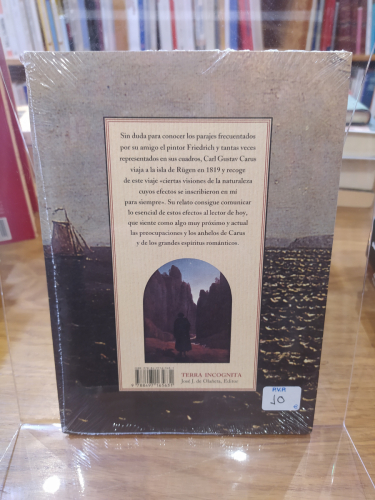 Sin duda para conocer los parajes frecuentados
por su amigo el pintor Friedrich y tantas veces
representados en sus cuadros, Carl Gustav Carus
viaja a la isla de Rügen en 1819 y recoge
de este viaje «ciertas visiones de la naturaleza
cuyos efectos se inscribieron en mí
para siempre». Su relato consigue comunicar
lo esencial de estos efectos al lector de hoy,
que siente como algo muy próximo y actual
las preocupaciones y los anhelos de Carus
y de los grandes espíritus románticos.
TERRA INCOGNITA
José J. de Olañeta, Editor
P.V.P.
10